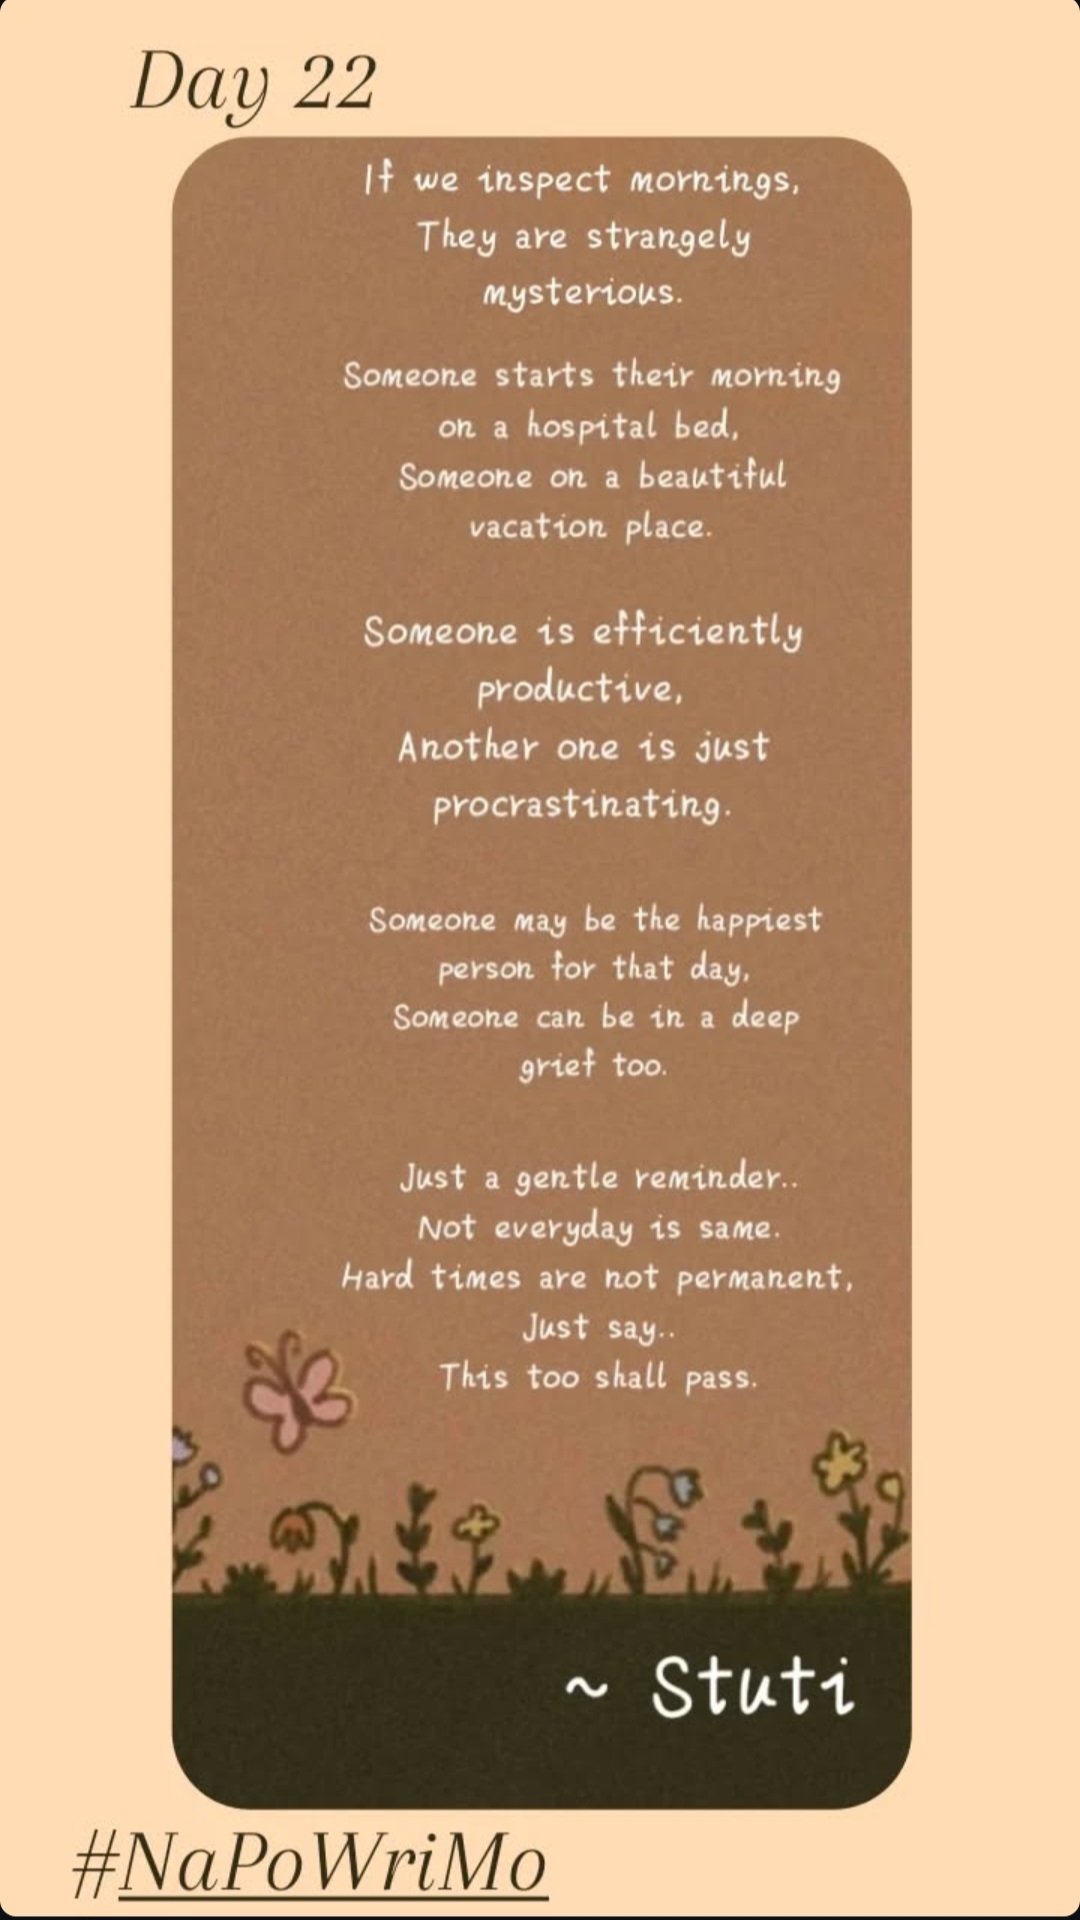 Day 22
If we inspect mornings,
They are strangely
mysterious.
Someone starts their morning
on a hospital bed,
Someone on a beautiful
vacation place.
Someone is efficiently
productive,
Another one is just
procrastinating.
Someone may be the happiest
person for that day,
Someone can be in a deep
grief too.
Just a gentle reminder..
Not everyday is same.
Hard times are not permanent,
Just say..
This too shall pass.
~ Stuti
#NaPoWriMo